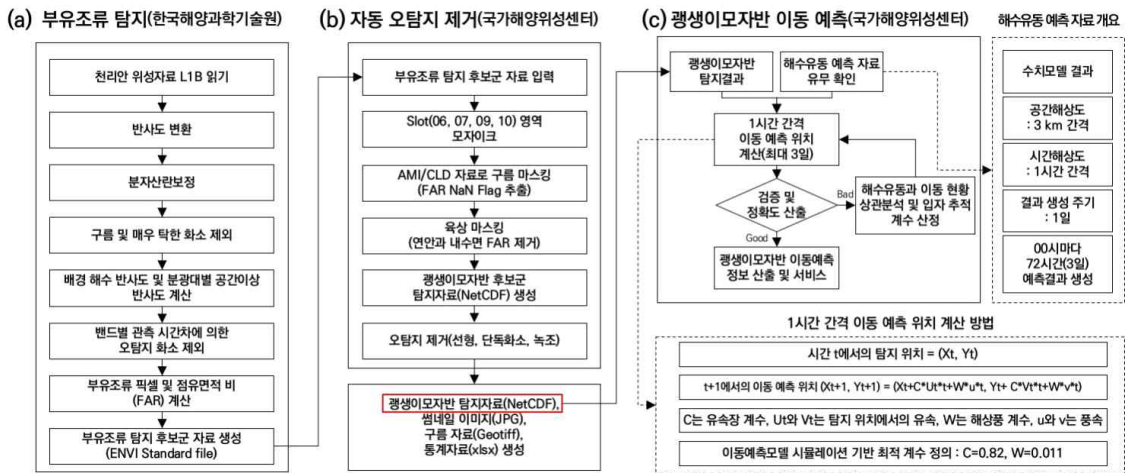 (a) 부유조류 탐지(한국해양과학기술원)
천리안 위성자료 L1B 읽기
반사도 변환
분자산란보정
구름 및 매우 탁한 화소 제외
배경 해수 반사도 및 분광대별 공간이상
반사도 계산
밴드별 관측 시간차에 의한
오탐지 화소 제외
부유조류 픽셀 및 점유면적 비
(FAR) 계산
부유조류 탐지 후보군 자료 생성
(ENVI Standard file)
(b) 자동 오탐지 제거(국가해양위성센터)
부유조류 탐지 후보군 자료 입력
Slot(06, 07, 09, 10) 영역
모자이크
AMI/CLD 자료로 구름 마스킹
(FAR NaN Flag 추출)
육상 마스킹
(연안과 내수면 FAR 제거)
괭생이모자반 후보군
탐지자료(NetCDF) 생성
오탐지 제거(선형, 단독화소, 녹조)
괭생이모자반 탐지자료(NetCDF),
썸네일 이미지(JPG),
구름 자료(Geotiff),
통계자료(xlsx) 생성
(c) 괭생이모자반 이동 예측(국가해양위성센터)
괭생이모자반
탐지결과
해수유동 예측 자료
유무 확인
1시간 간격
이동 예측 위치
계산(최대 3일)
검증 및
정확도 산출
Bad
해수유동과 이동 현황
상관분석 및 입자 추적
계수 산정
Good
괭생이모자반 이동예측
정보 산출 및 서비스
해수유동 예측 자료 개요
수치모델 결과
공간해상도
: 3 km 간격
시간해상도
: 1시간 간격
결과 생성 주기
: 1일
00시마다
72시간(3일)
예측결과 생성
1시간 간격 이동 예측 위치 계산 방법
시간 t에서의 탐지 위치 = (Xt, Yt)
t+1에서의 이동 예측 위치 (Xt+1, Yt+1) = (Xt+C*Ut*t+W*u*t, Yt+ C*Vt*t+W*v*t)
C는 유속장 계수, Ut와 Vt는 탐지 위치에서의 유속, W는 해상풍 계수, u와 v는 풍속
이동예측모델 시뮬레이션 기반 최적 계수 정의 : C=0.82, W=0.011